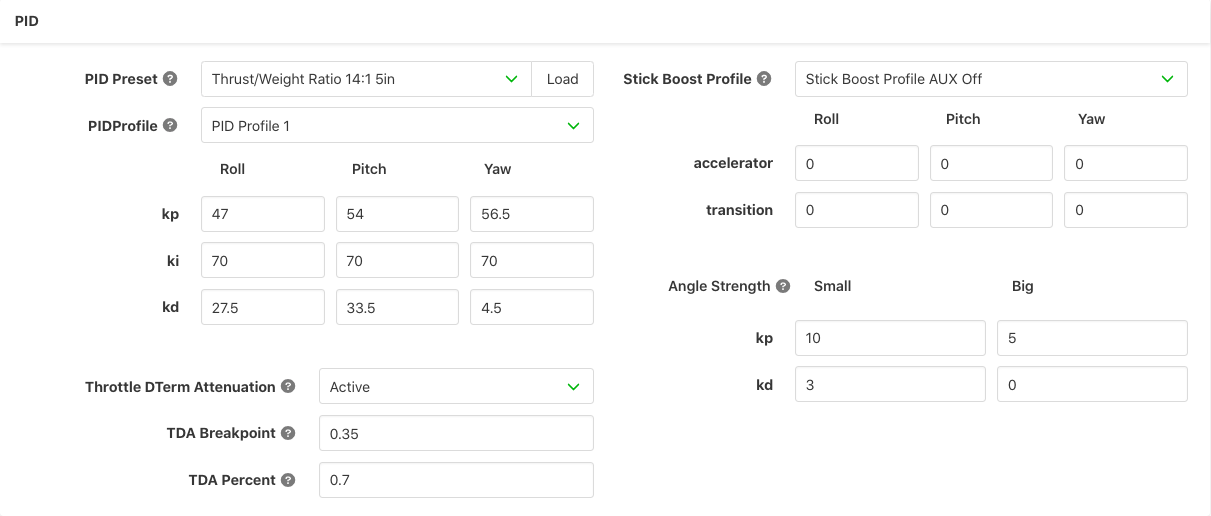 PID
PID Preset ? Thrust/Weight Ratio 14:1 5in Load
PIDProfile ? PID Profile 1
Roll Pitch Yaw
kp 47 54 56.5
ki 70 70 70
kd 27.5 33.5 4.5
Throttle DTerm Attenuation ? Active
TDA Breakpoint ? 0.35
TDA Percent ? 0.7
Stick Boost Profile ? Stick Boost Profile AUX Off
Roll Pitch Yaw
accelerator 0 0 0
transition 0 0 0
Angle Strength ? Small Big
kp 10 5
kd 3 0